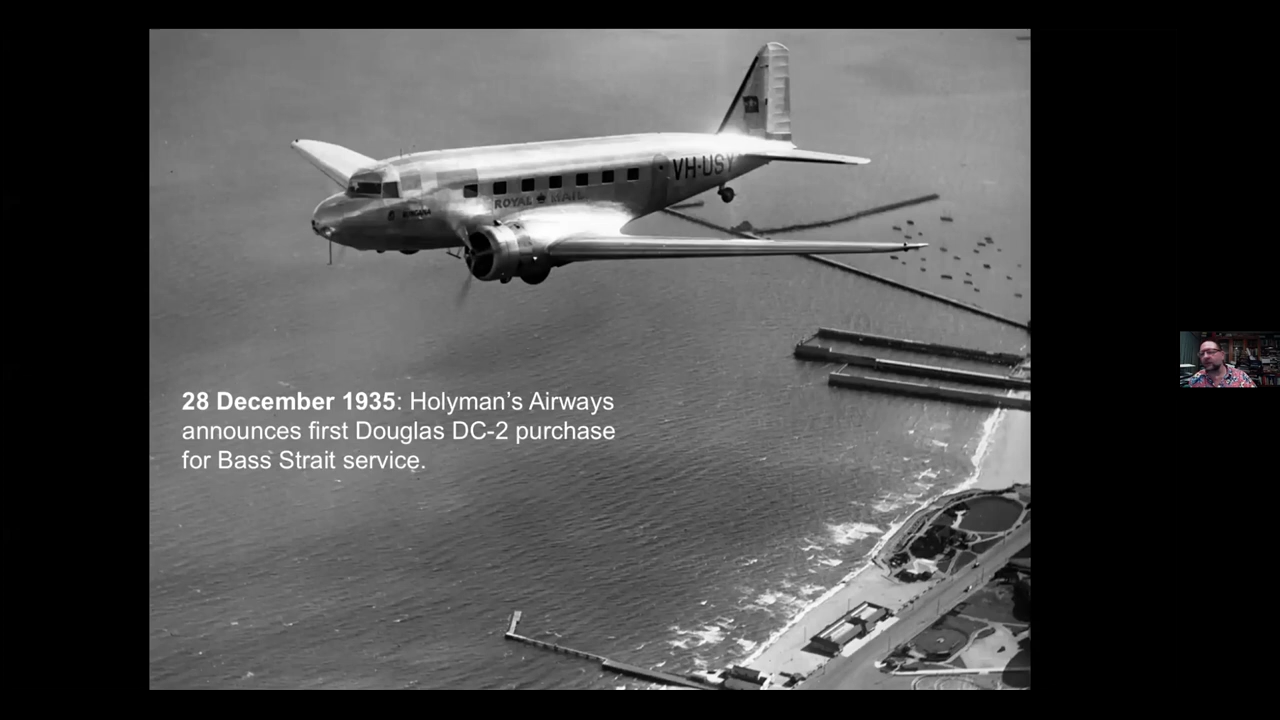 VH-USY
ROYAL MAIL
BUNGANA
28 December 1935: Holyman’s Airways
announces first Douglas DC-2 purchase
for Bass Strait service.